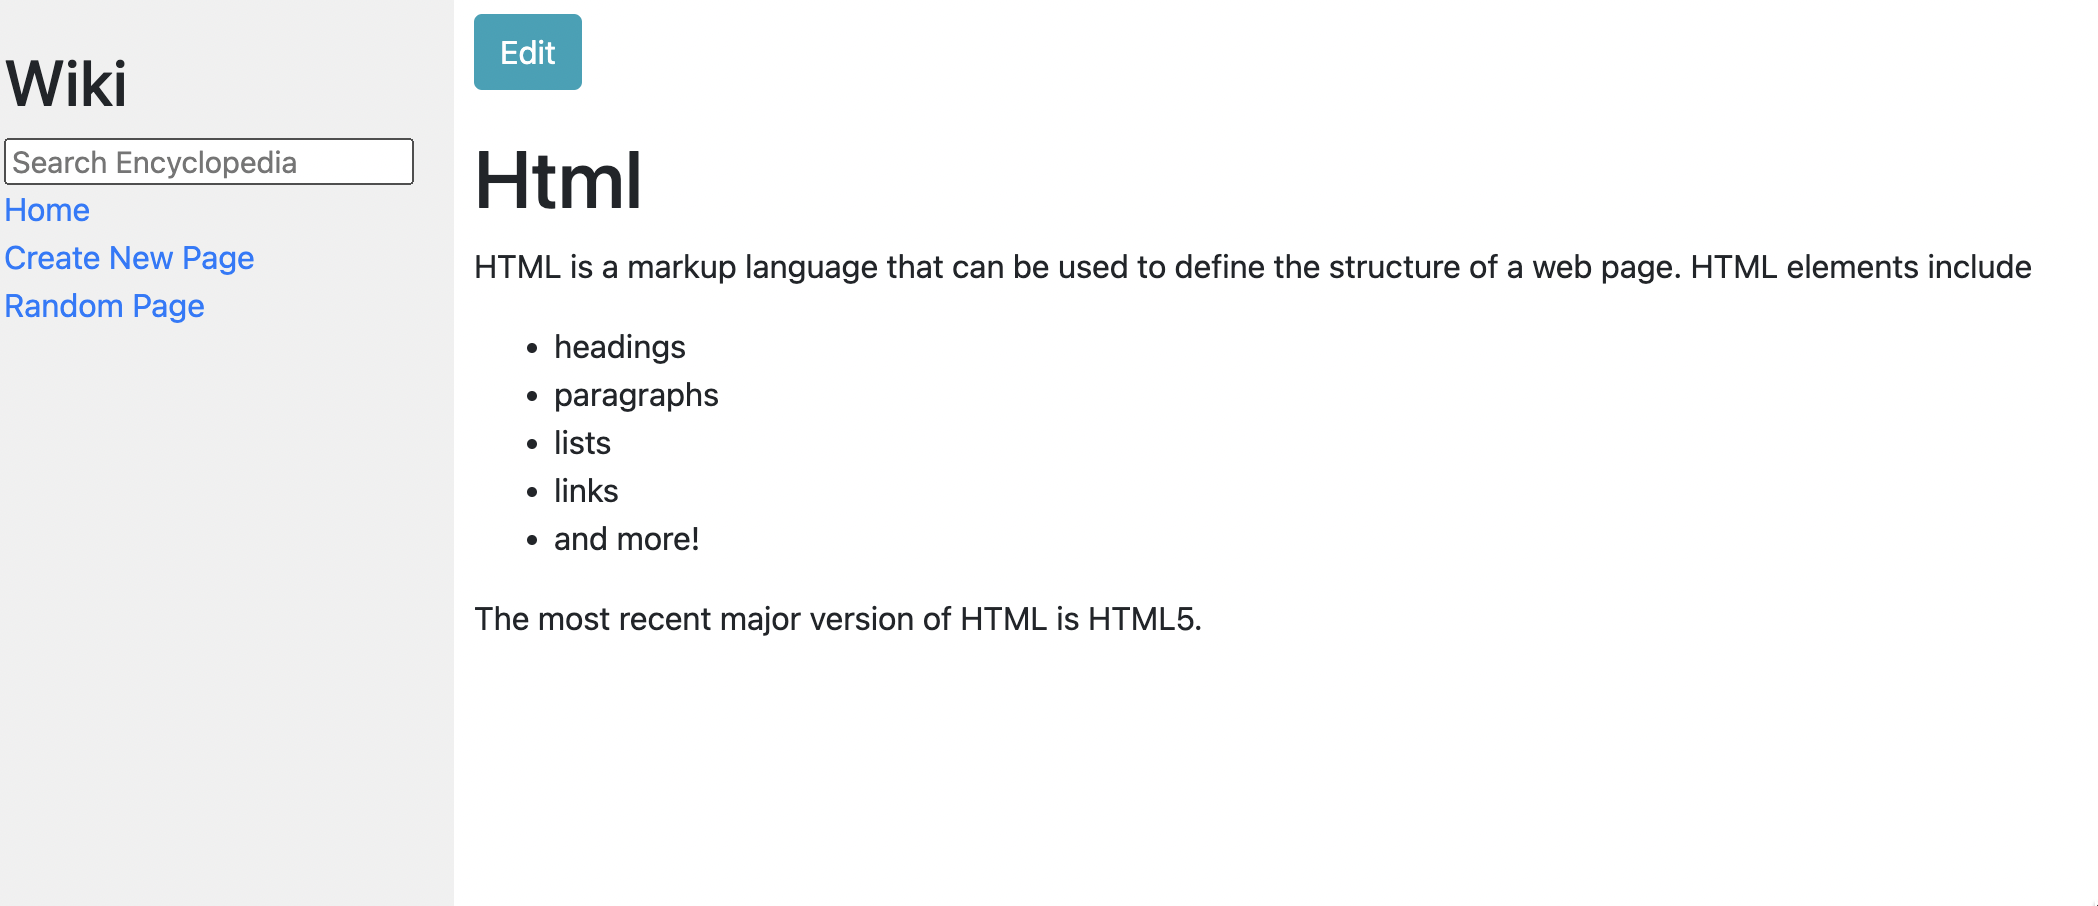 Wiki
Search Encyclopedia
Home
Create New Page
Random Page
Edit
Html
HTML is a markup language that can be used to define the structure of a web page. HTML elements include
headings
paragraphs
lists
links
and more!
The most recent major version of HTML is HTML5.